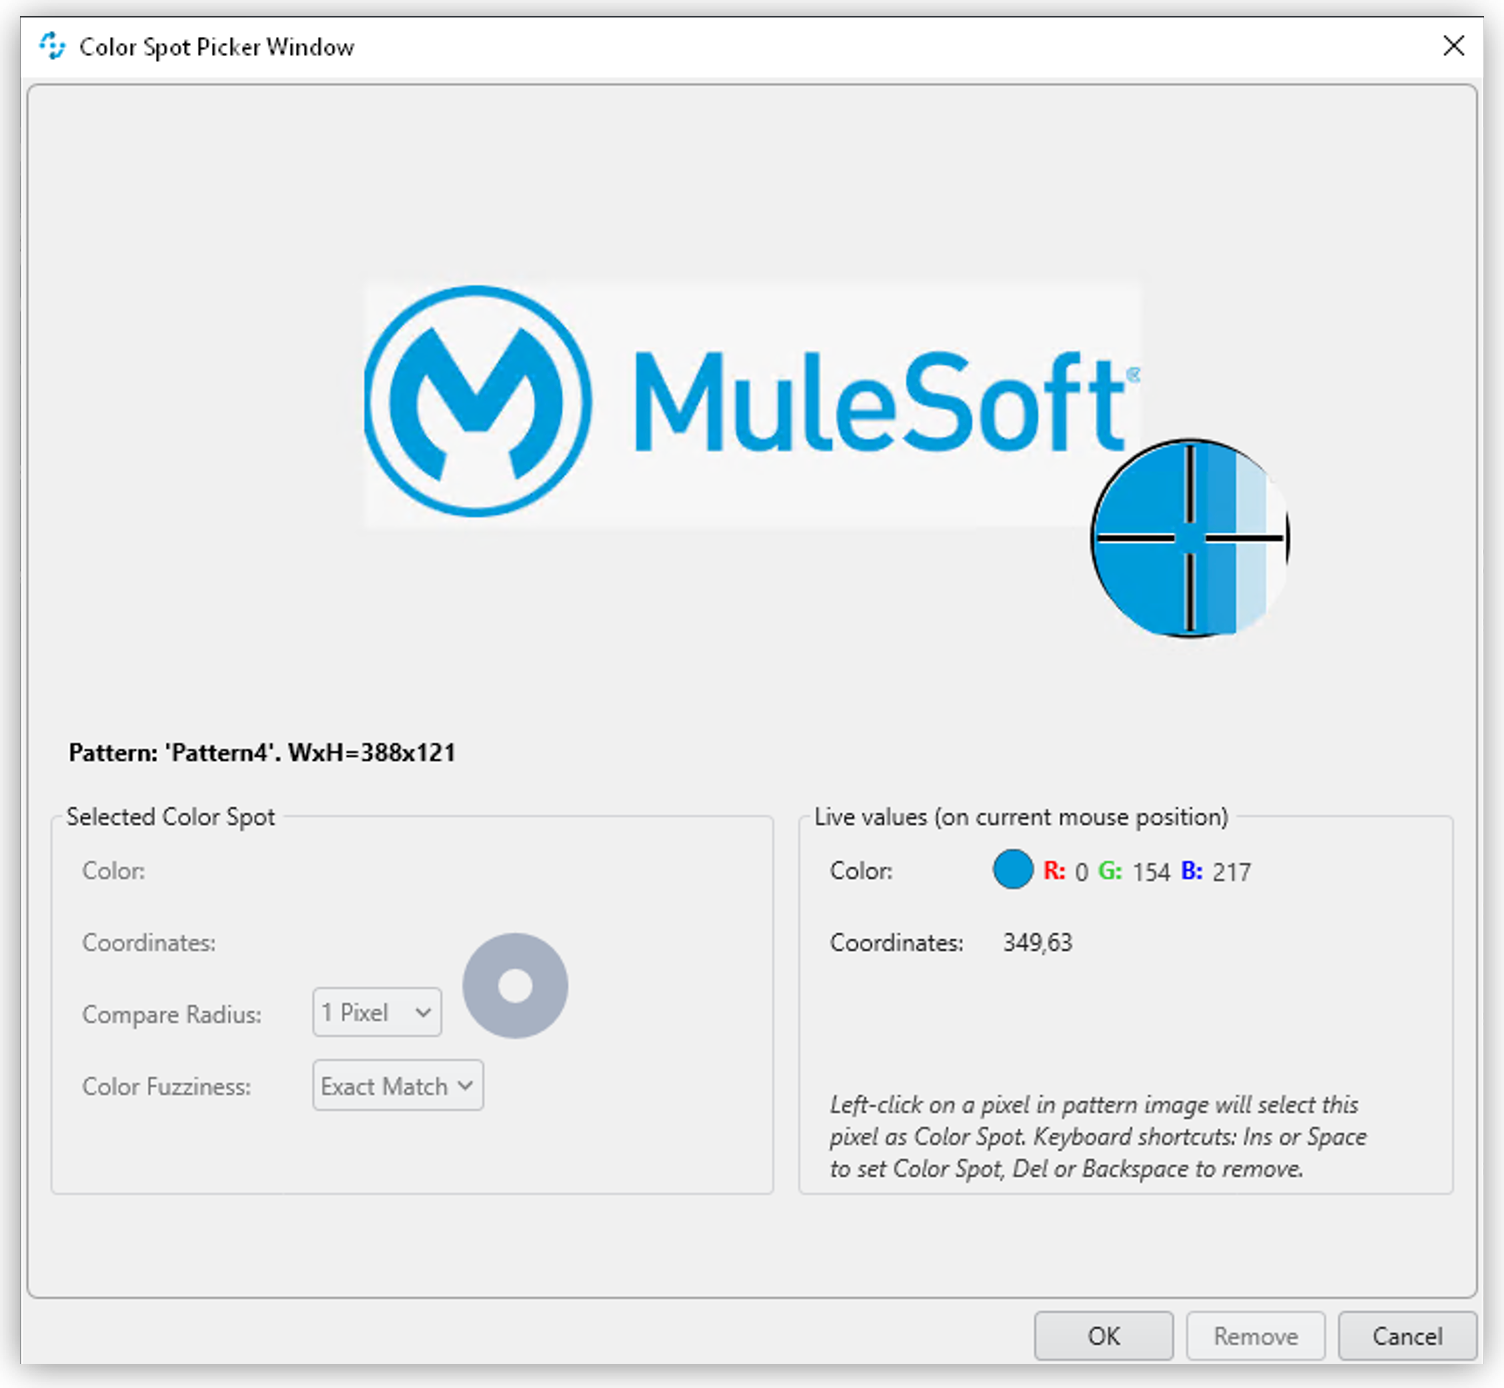 Color Spot Picker Window
MuleSoft®
Pattern: 'Pattern4'. WxH=388x121
Selected Color Spot
Color:
Coordinates:
Compare Radius: 1 Pixel
Color Fuzziness: Exact Match
Live values (on current mouse position)
Color: R: 0 G: 154 B: 217
Coordinates: 349,63
Left-click on a pixel in pattern image will select this
pixel as Color Spot. Keyboard shortcuts: Ins or Space
to set Color Spot, Del or Backspace to remove.
OK Remove Cancel